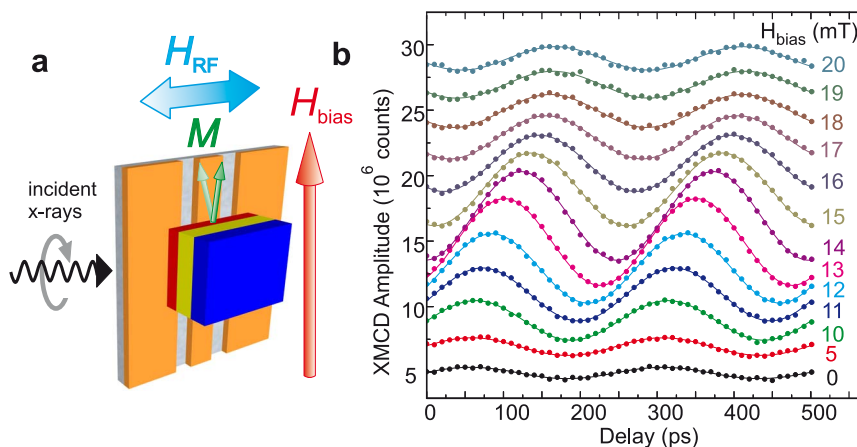 a
H_RF
H_bias
M
incident
x-rays
b
H_bias (mT)
XMCD Amplitude (10^6 counts)
30
25
20
15
10
5
20
19
18
17
16
15
14
13
12
11
10
5
0
0
100
200
300
400
500
Delay (ps)